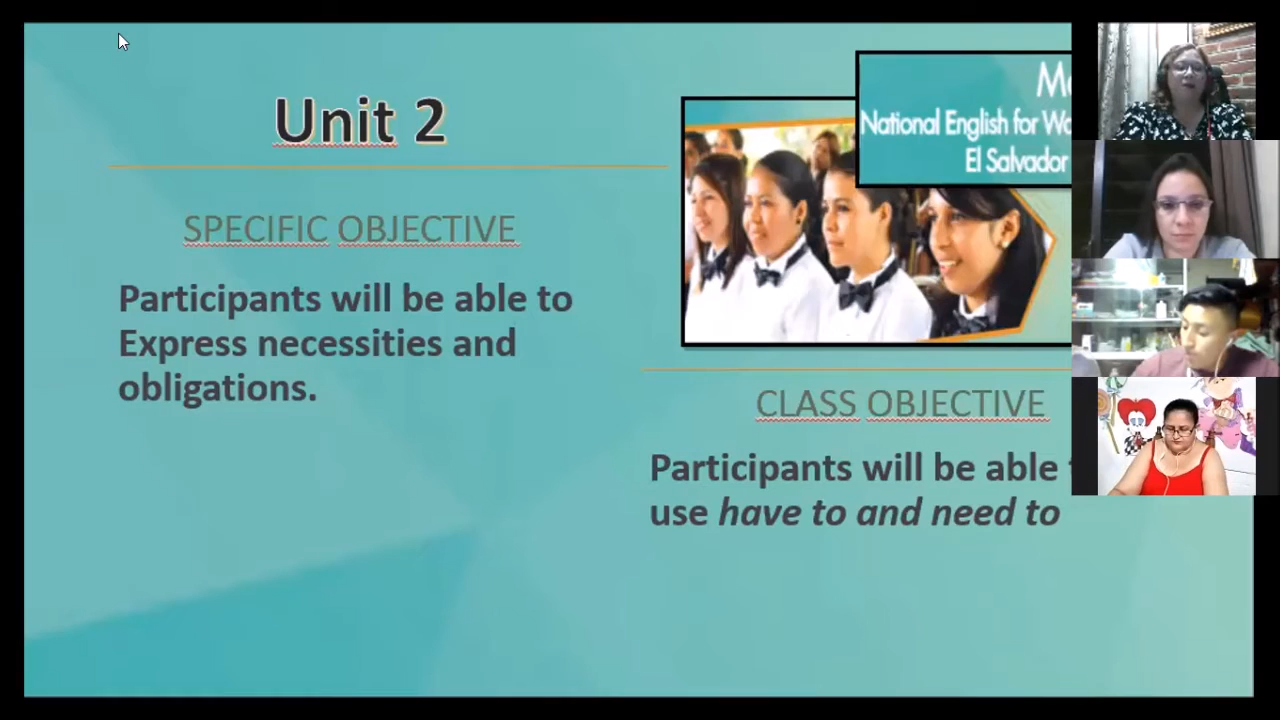 Unit 2
SPECIFIC OBJECTIVE
Participants will be able to
Express necessities and
obligations.
National English for
El Salvador
CLASS OBJECTIVE
Participants will be able
use have to and need to